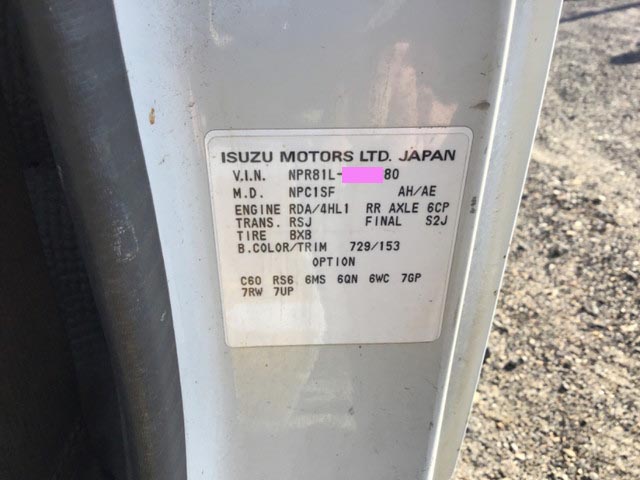 ISUZU MOTORS LTD. JAPAN
V.I.N. NPR81L- 80
M.D. NPC1SF AH/AE
ENGINE RDA/4HL1 RR AXLE 6CP
TRANS. RSJ FINAL S2J
TIRE BXB
B.COLOR/TRIM 729/153
OPTION
C60 RS6 6MS 6QN 6WC 7GP
7RW 7UP